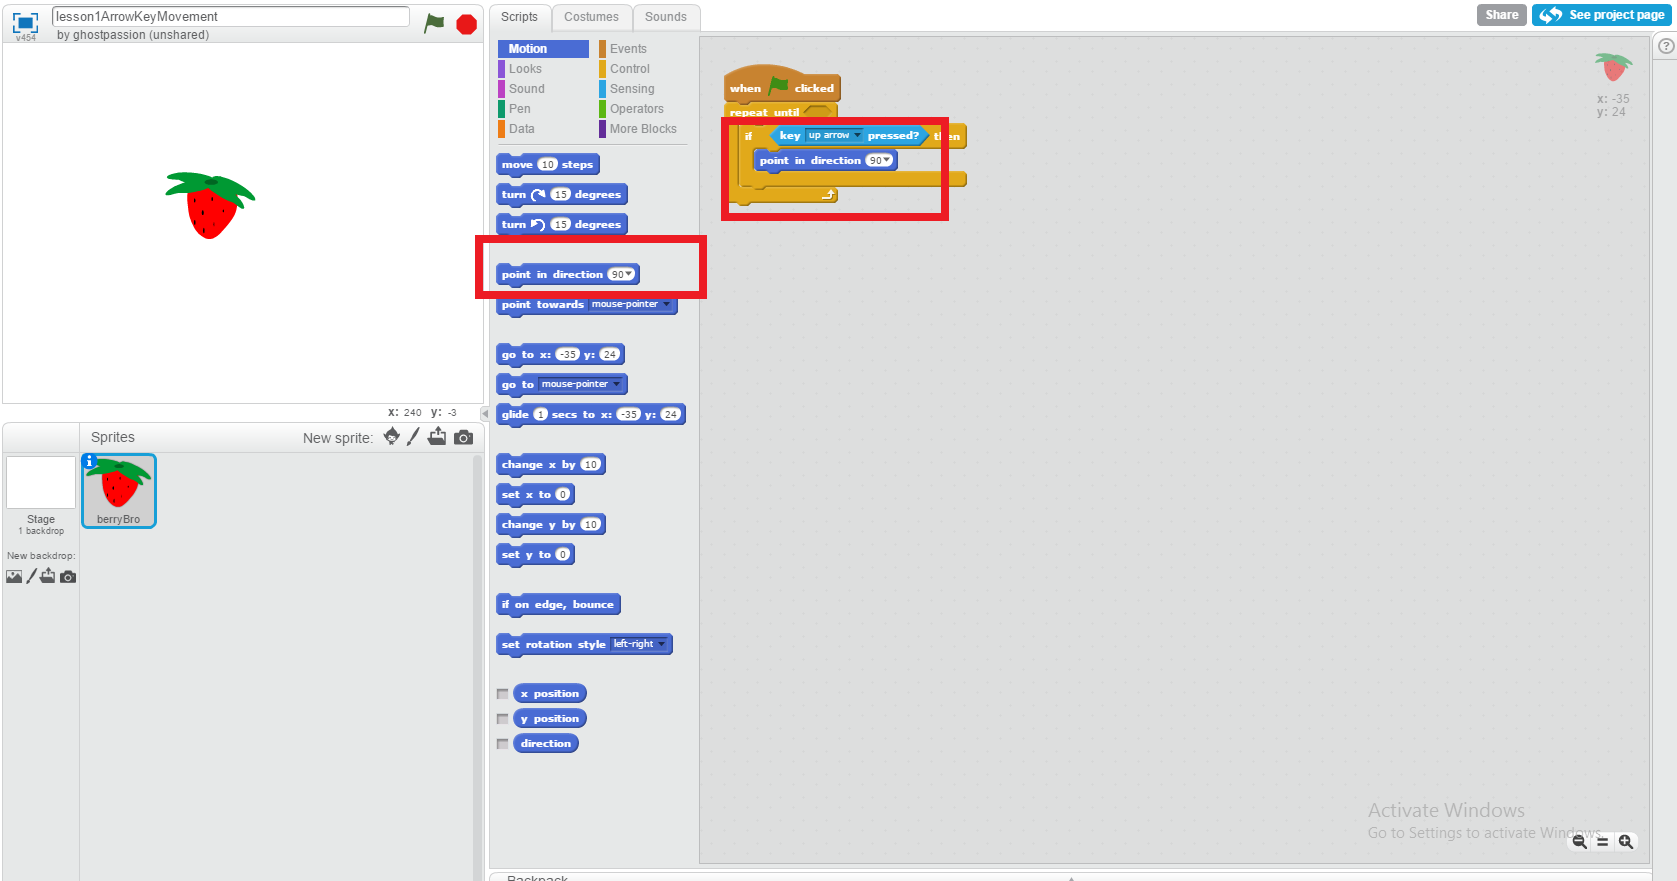 lesson1ArrowKeyMovement
by ghostpassion (unshared)
v454
x: 240 y: -3
Sprites
New sprite:
Stage
1 backdrop
New backdrop:
berryBro
Scripts
Costumes
Sounds
Motion
Looks
Sound
Pen
Data
Events
Control
Sensing
Operators
More Blocks
move 10 steps
turn 15 degrees
turn 15 degrees
point in direction 90
point towards mouse-pointer
go to x: -35 y: 24
go to mouse-pointer
glide 1 secs to x: -35 y: 24
change x by 10
set x to 0
change y by 10
set y to 0
if on edge, bounce
set rotation style left-right
x position
y position
direction
Share
See project page
?
when clicked
repeat until
if key up arrow pressed? then
point in direction 90
x: -35
y: 24
Activate Windows
Go to Settings to activate Windows.
Backpack